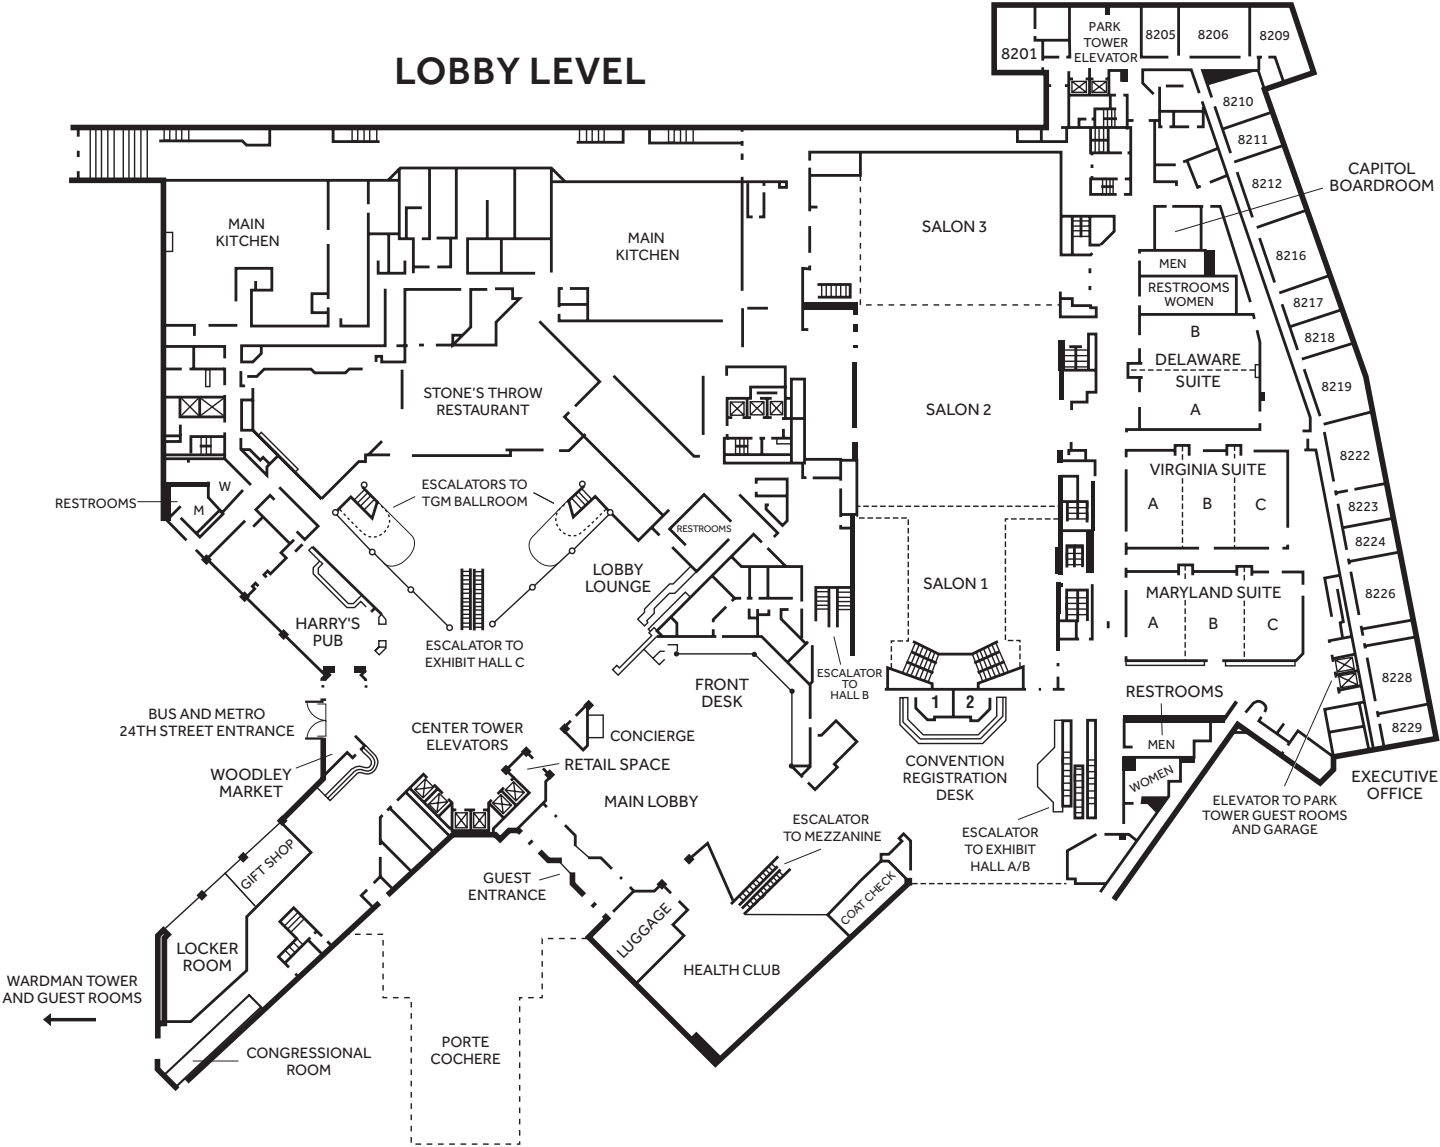 LOBBY LEVEL
8201
PARK
TOWER
ELEVATOR
8205
8206
8209
8210
8211
8212
CAPITOL
BOARDROOM
8216
8217
8218
8219
8222
8223
8224
8226
8228
8229
MAIN
KITCHEN
MAIN
KITCHEN
SALON 3
MEN
RESTROOMS
WOMEN
B
DELAWARE
SUITE
A
STONE'S THROW
RESTAURANT
SALON 2
VIRGINIA SUITE
A
B
C
RESTROOMS
W
M
ESCALATORS TO
TGM BALLROOM
RESTROOMS
LOBBY
LOUNGE
SALON 1
MARYLAND SUITE
A
B
C
HARRY'S
PUB
ESCALATOR TO
EXHIBIT HALL C
ESCALATOR
TO
HALL B
FRONT
DESK
1
2
RESTROOMS
MEN
WOMEN
BUS AND METRO
24TH STREET ENTRANCE
CENTER TOWER
ELEVATORS
CONCIERGE
RETAIL SPACE
WOODLEY
MARKET
MAIN LOBBY
CONVENTION
REGISTRATION
DESK
EXECUTIVE
OFFICE
ELEVATOR TO PARK
TOWER GUEST ROOMS
AND GARAGE
ESCALATOR
TO MEZZANINE
ESCALATOR
TO EXHIBIT
HALL A/B
GIFT SHOP
GUEST
ENTRANCE
COAT CHECK
LUGGAGE
LOCKER
ROOM
HEALTH CLUB
WARDMAN TOWER
AND GUEST ROOMS
CONGRESSIONAL
ROOM
PORTE
COCHERE